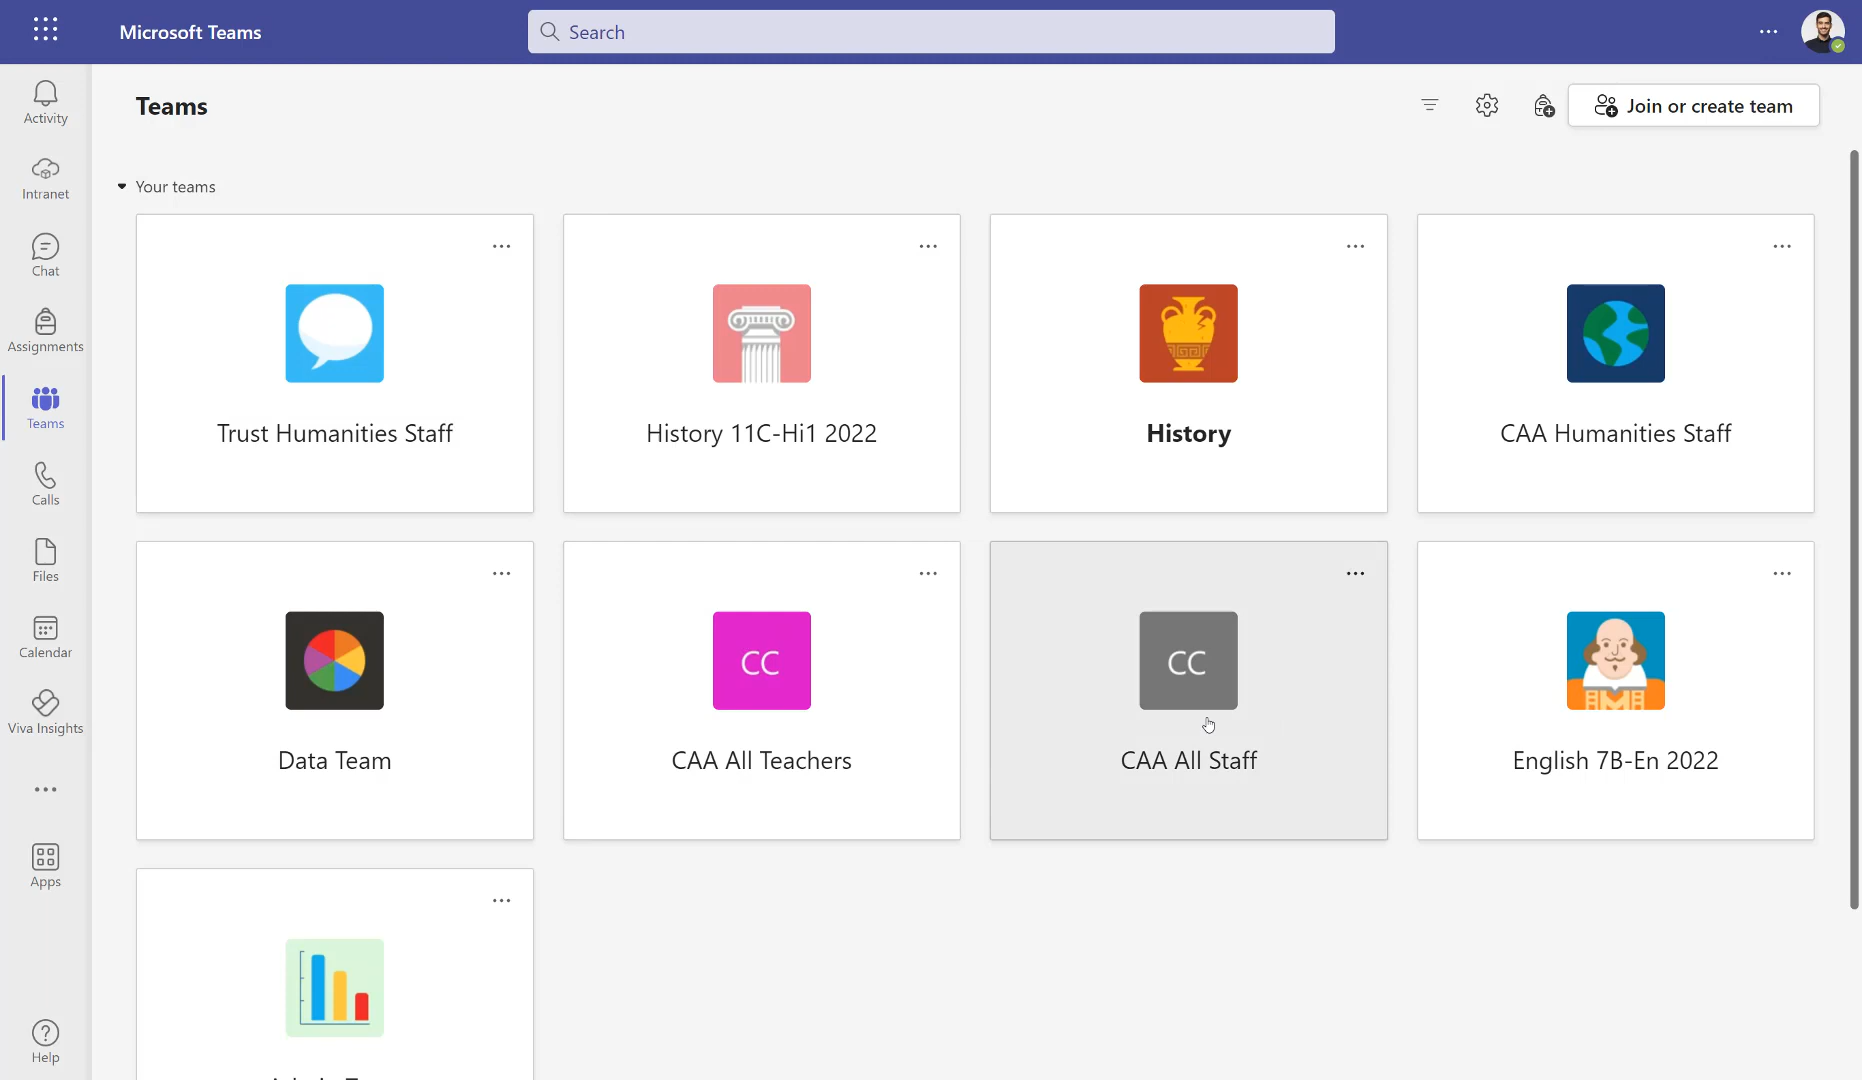 Microsoft Teams
Search
Activity
Intranet
Chat
Assignments
Teams
Calls
Files
Calendar
Viva Insights
Apps
Help
Teams
Join or create team
Your teams
Trust Humanities Staff
History 11C-Hi1 2022
History
CAA Humanities Staff
Data Team
CC
CAA All Teachers
CC
CAA All Staff
English 7B-En 2022